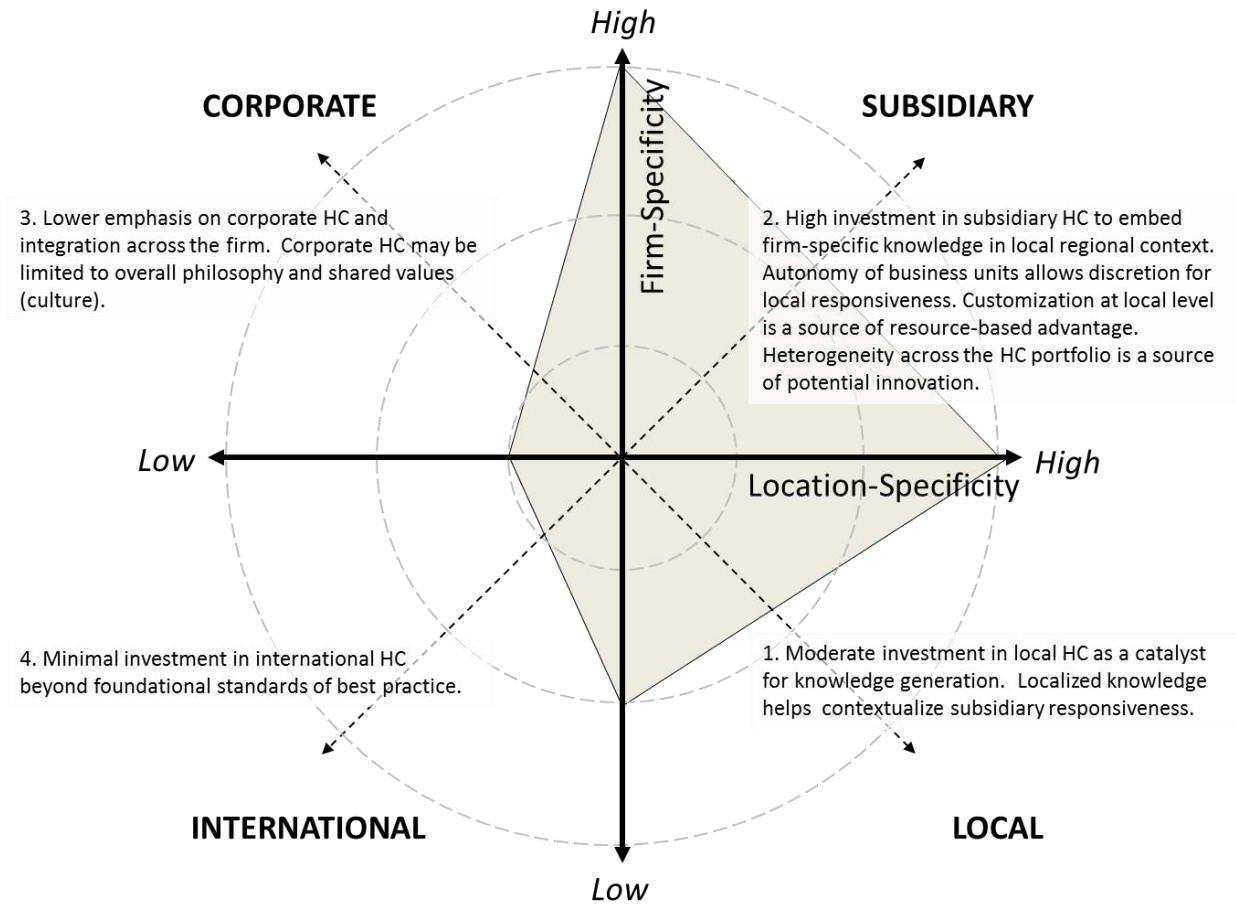 High
CORPORATE
SUBSIDIARY
Firm-Specificity
3. Lower emphasis on corporate HC and
integration across the firm.  Corporate HC may be
limited to overall philosophy and shared values
(culture).
2. High investment in subsidiary HC to embed
firm-specific knowledge in local regional context.
Autonomy of business units allows discretion for
local responsiveness. Customization at local level
is a source of resource-based advantage.
Heterogeneity across the HC portfolio is a source
of potential innovation.
Low
High
Location-Specificity
4. Minimal investment in international HC
beyond foundational standards of best practice.
1. Moderate investment in local HC as a catalyst
for knowledge generation.  Localized knowledge
helps  contextualize subsidiary responsiveness.
INTERNATIONAL
LOCAL
Low